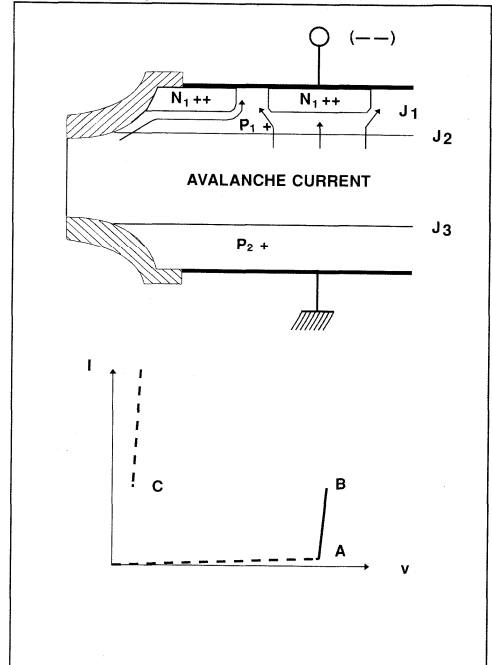 (— —)
N1 ++ N1 ++
J1
P1 +
J2
AVALANCHE CURRENT
J3
P2 +
I
C
B
A
V